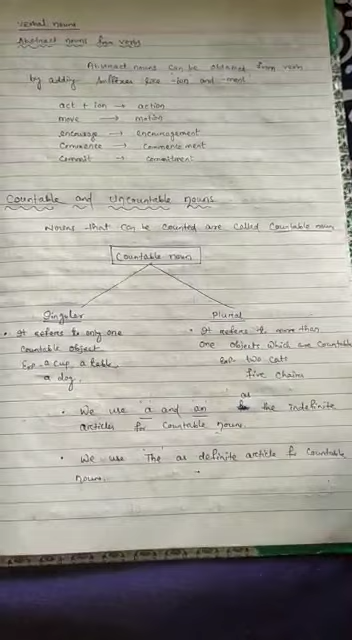 Verbal nouns
Abstract nouns from verbs
Abstract nouns can be obtained from verb
by adding suffixes like -ion and -ment.
act + ion → action
move → motion
encourage → encouragement
Commence → Commencement
Commit → commitment
Countable and Uncountable nouns
Nouns that can be counted are called Countable noun
Countable noun
Singular Plural
• It refers to only one • It refers to more than
countable object one objects which are countable
Exp- a cup, a table, Exp two cats
a dog. five chairs
as
• We use a and an the indefinite
articles for Countable nouns.
• We use 'The' as definite article for Countable
nouns.